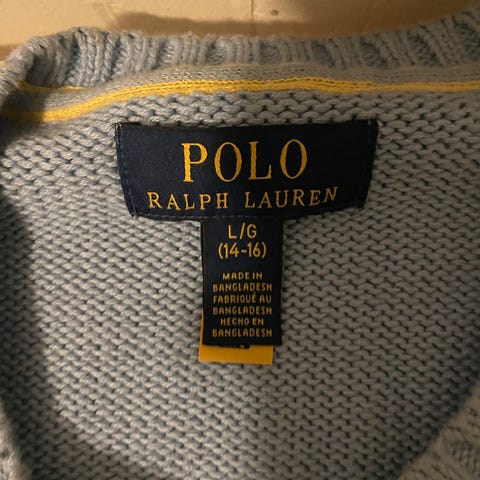 POLO
RALPH LAUREN
L/G
(14-16)
MADE IN
BANGLADESH
FABRIQUÉ AU
BANGLADESH
HECHO EN
BANGLADESH